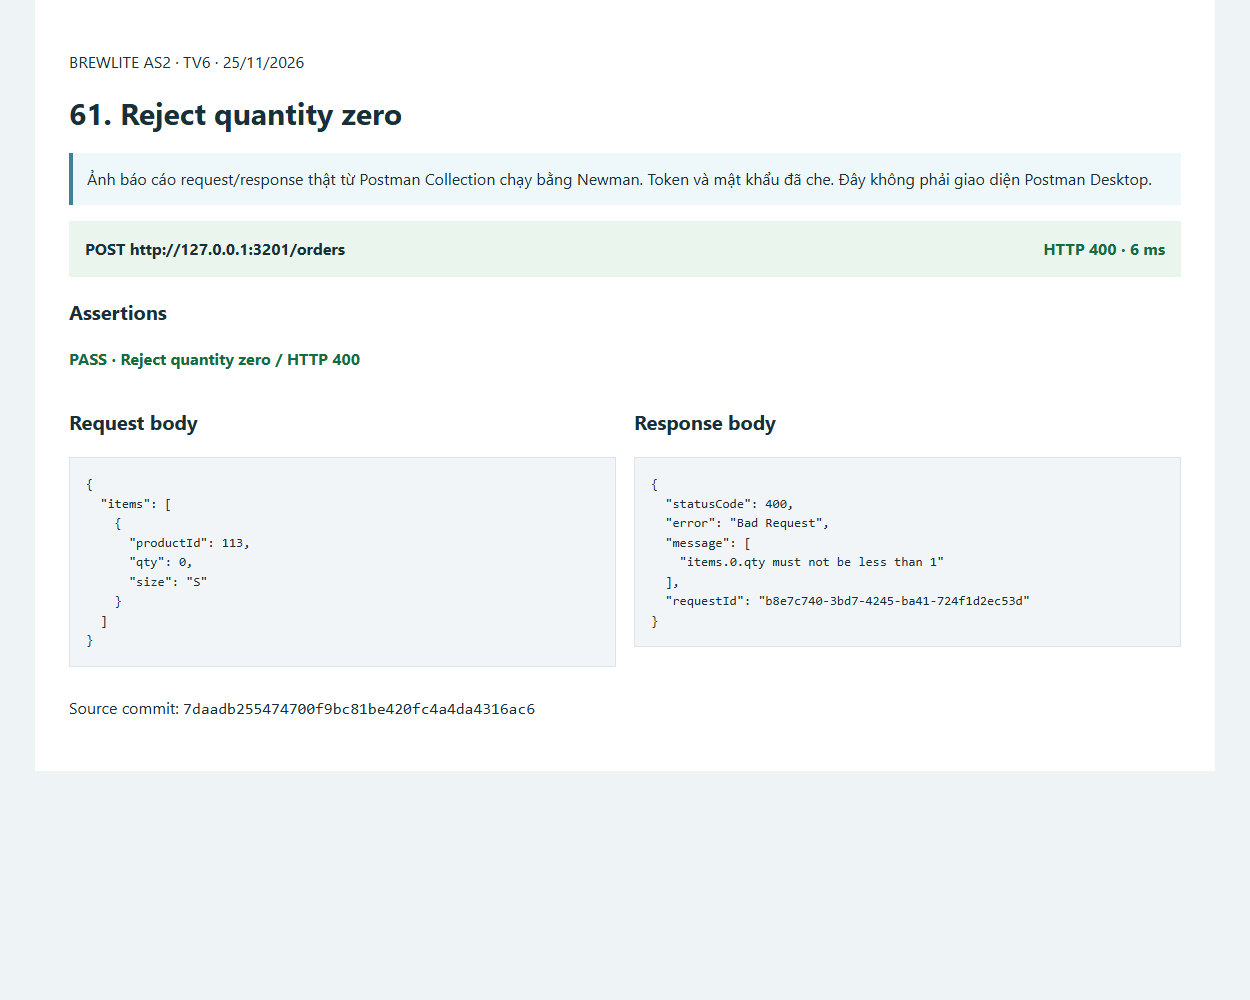 BREWLITE AS2 · TV6 · 25/11/2026
61. Reject quantity zero
Ảnh báo cáo request/response thật từ Postman Collection chạy bằng Newman. Token và mật khẩu đã che. Đây không phải giao diện Postman Desktop.
POST http://127.0.0.1:3201/orders
HTTP 400 · 6 ms
Assertions
PASS · Reject quantity zero / HTTP 400
Request body
{
  "items": [
    {
      "productId": 113,
      "qty": 0,
      "size": "S"
    }
  ]
}
Response body
{
  "statusCode": 400,
  "error": "Bad Request",
  "message": [
    "items.0.qty must not be less than 1"
  ],
  "requestId": "b8e7c740-3bd7-4245-ba41-724f1d2ec53d"
}
Source commit: 7daadb255474700f9bc81be420fc4a4da4316ac6